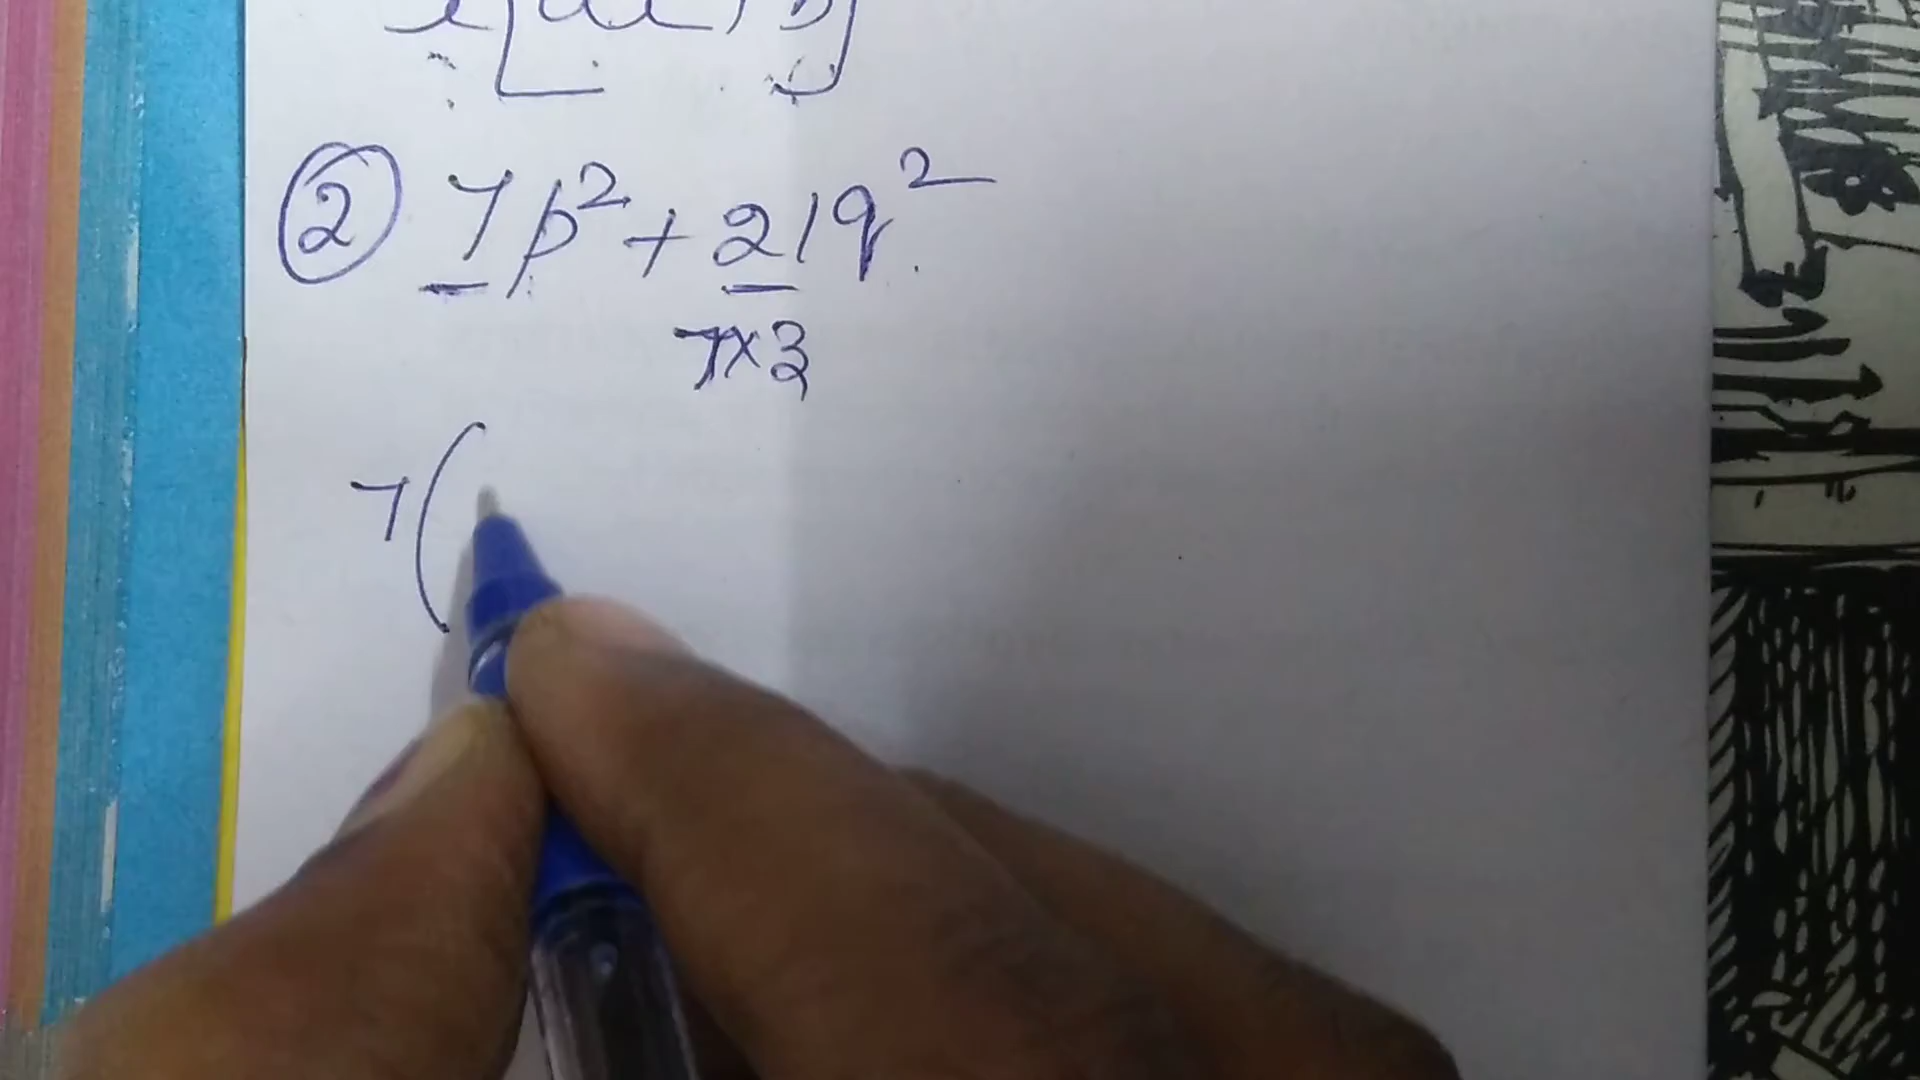 ② 7p² + 21q²
7×3
7(